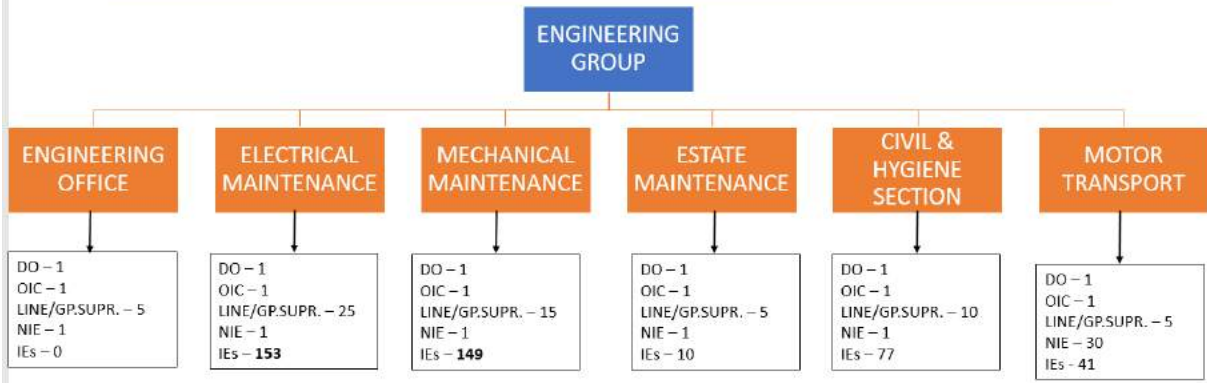 ENGINEERING
GROUP
ENGINEERING
OFFICE
ELECTRICAL
MAINTENANCE
MECHANICAL
MAINTENANCE
ESTATE
MAINTENANCE
CIVIL &
HYGIENE
SECTION
MOTOR
TRANSPORT
DO – 1
OIC – 1
LINE/GP.SUPR. – 5
NIE – 1
IEs – 0
DO – 1
OIC – 1
LINE/GP.SUPR. – 25
NIE – 1
IEs – 153
DO – 1
OIC – 1
LINE/GP.SUPR. – 15
NIE – 1
IEs – 149
DO – 1
OIC – 1
LINE/GP.SUPR. – 5
NIE – 1
IEs – 10
DO – 1
OIC – 1
LINE/GP.SUPR. – 10
NIE – 1
IEs – 77
DO – 1
OIC – 1
LINE/GP.SUPR. – 5
NIE – 30
IEs - 41